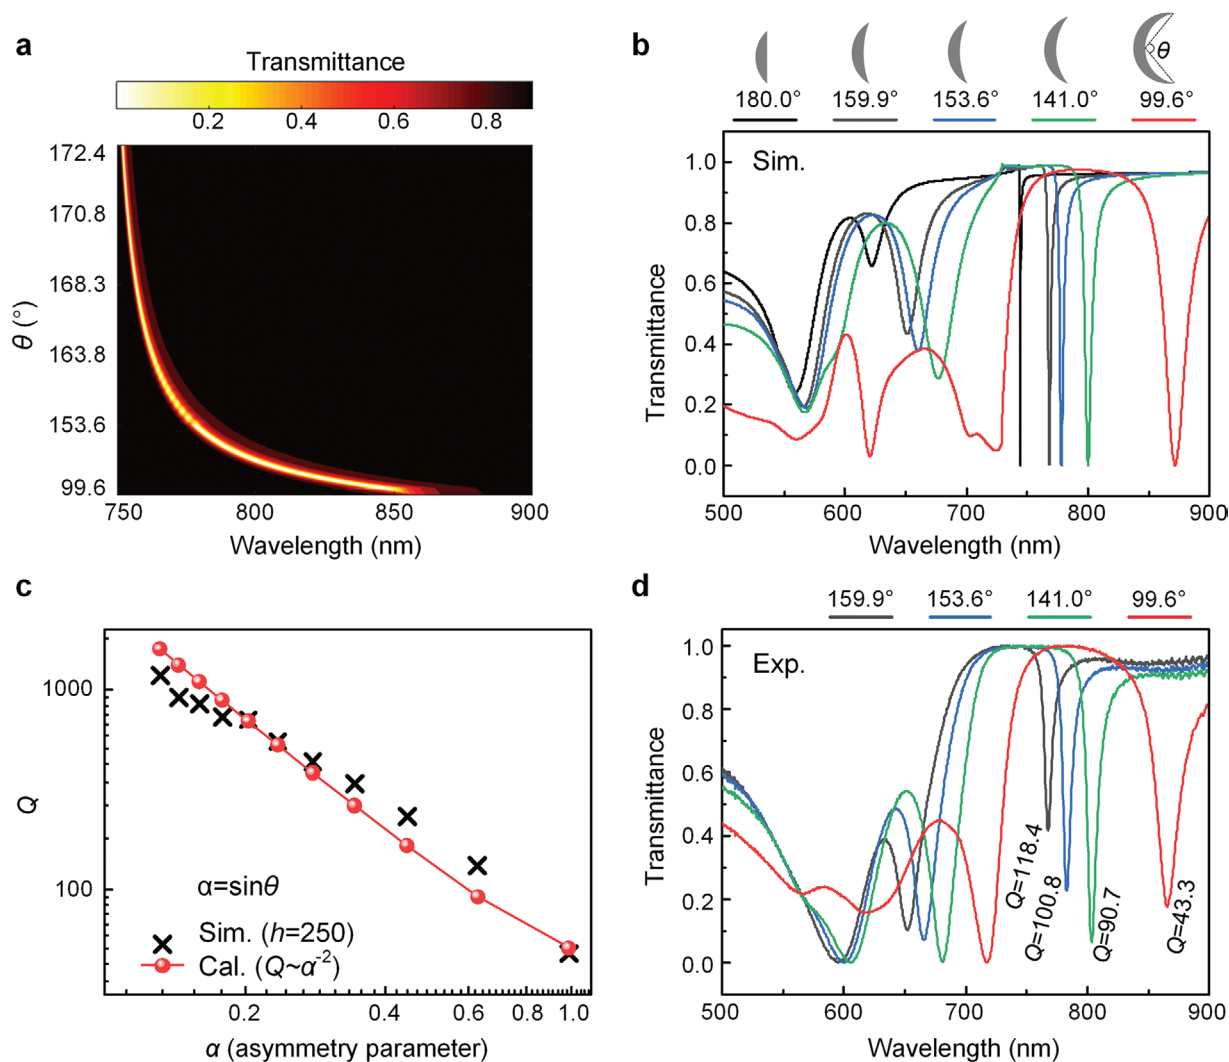 a
Transmittance
0.2 0.4 0.6 0.8
172.4
170.8
168.3
163.8
153.6
99.6
θ (°)
750 800 850 900
Wavelength (nm)
b
θ
180.0° 159.9° 153.6° 141.0° 99.6°
Sim.
1.0
0.8
0.6
0.4
0.2
0.0
Transmittance
500 600 700 800 900
Wavelength (nm)
c
1000
100
Q
α=sinθ
Sim. (h=250)
Cal. (Q~α⁻²)
0.2 0.4 0.6 0.8 1.0
α (asymmetry parameter)
d
159.9° 153.6° 141.0° 99.6°
Exp.
1.0
0.8
0.6
0.4
0.2
0.0
Transmittance
Q=118.4
Q=100.8
Q=90.7
Q=43.3
500 600 700 800 900
Wavelength (nm)